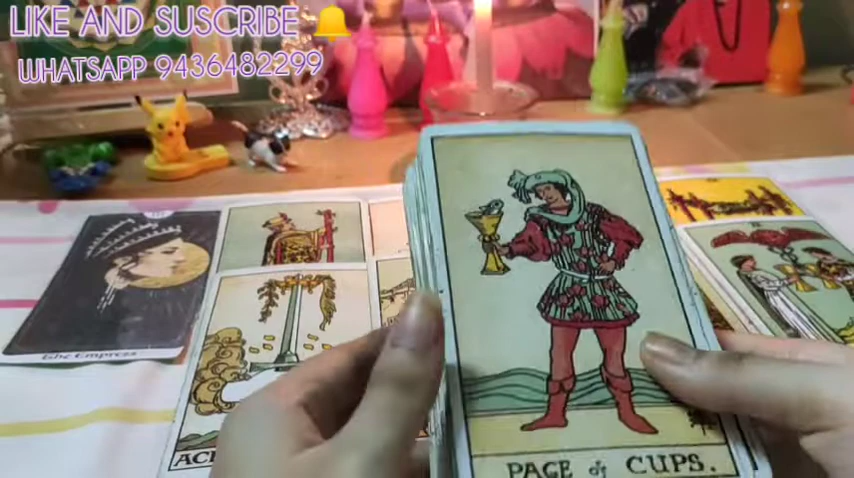 LIKE AND SUSCRIBE 🔔
WHATSAPP 9436482299
The Empress
PAGE of CUPS.